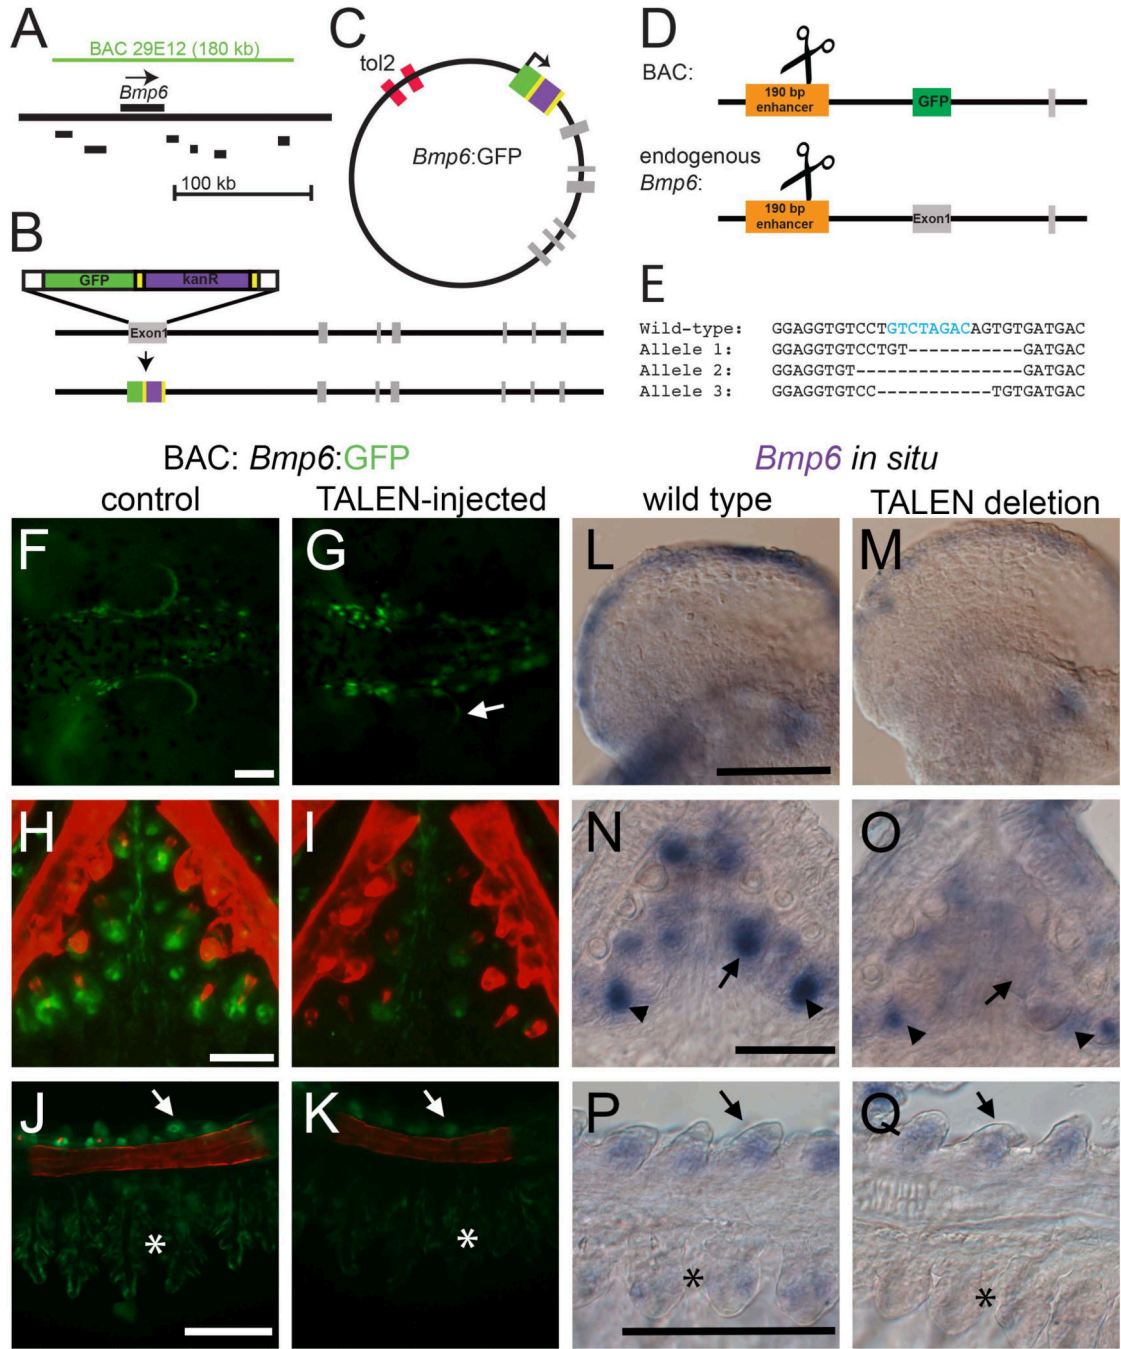 A
BAC 29E12 (180 kb)
Bmp6
100 kb
B
GFP
kanR
Exon1
C
tol2
Bmp6:GFP
D
BAC:
190 bp
enhancer
GFP
endogenous
Bmp6:
190 bp
enhancer
Exon1
E
Wild-type: GGAGGTGTCCTGTCTAGACAGTGTGATGAC
Allele 1: GGAGGTGTCCTGT-----------GATGAC
Allele 2: GGAGGTGT----------------GATGAC
Allele 3: GGAGGTGTCC-----------TGTGATGAC
BAC: Bmp6:GFP
control
TALEN-injected
Bmp6 in situ
wild type
TALEN deletion
F
G
L
M
H
I
N
O
J
K
P
Q
*
*
*
*